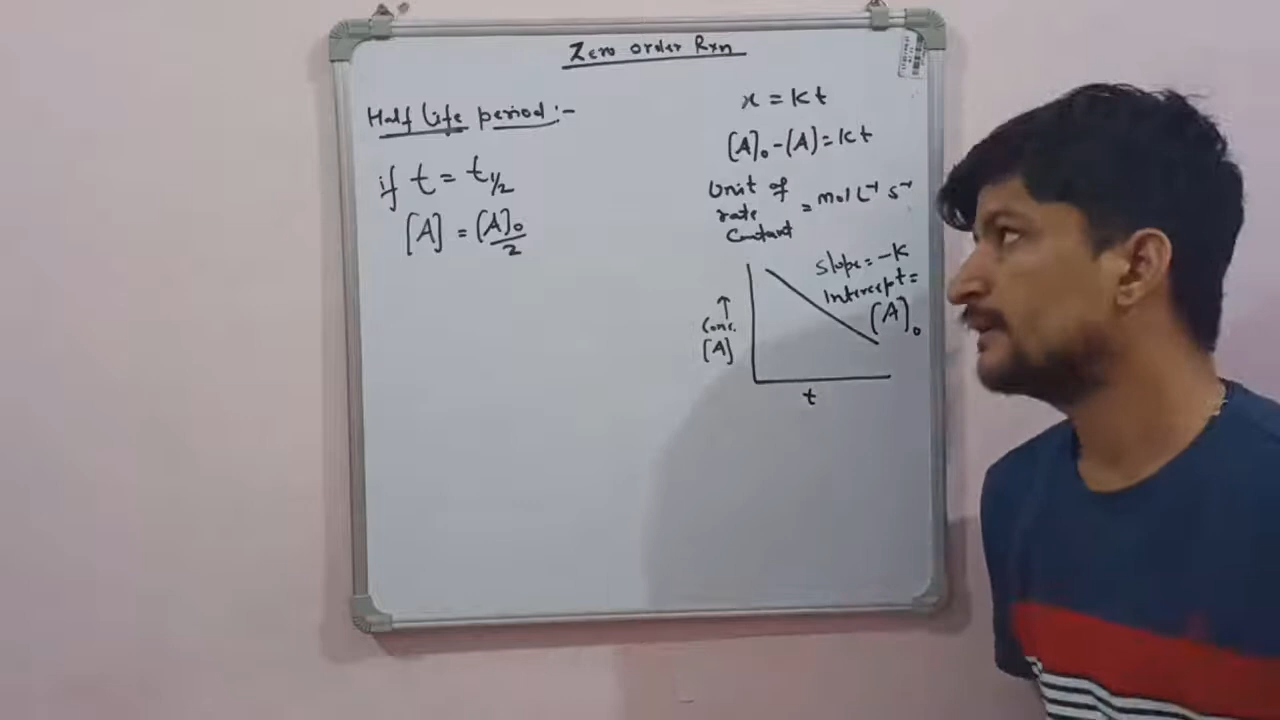 Zero order Rxn
Half life period :-
if t = t½
[A] = [A]₀/2
x = kt
[A]₀ - [A] = kt
Unit of
rate
Constant = mol L⁻¹ s⁻¹
slope = -k
Intercept =
[A]₀
↑
Conc.
[A]
t